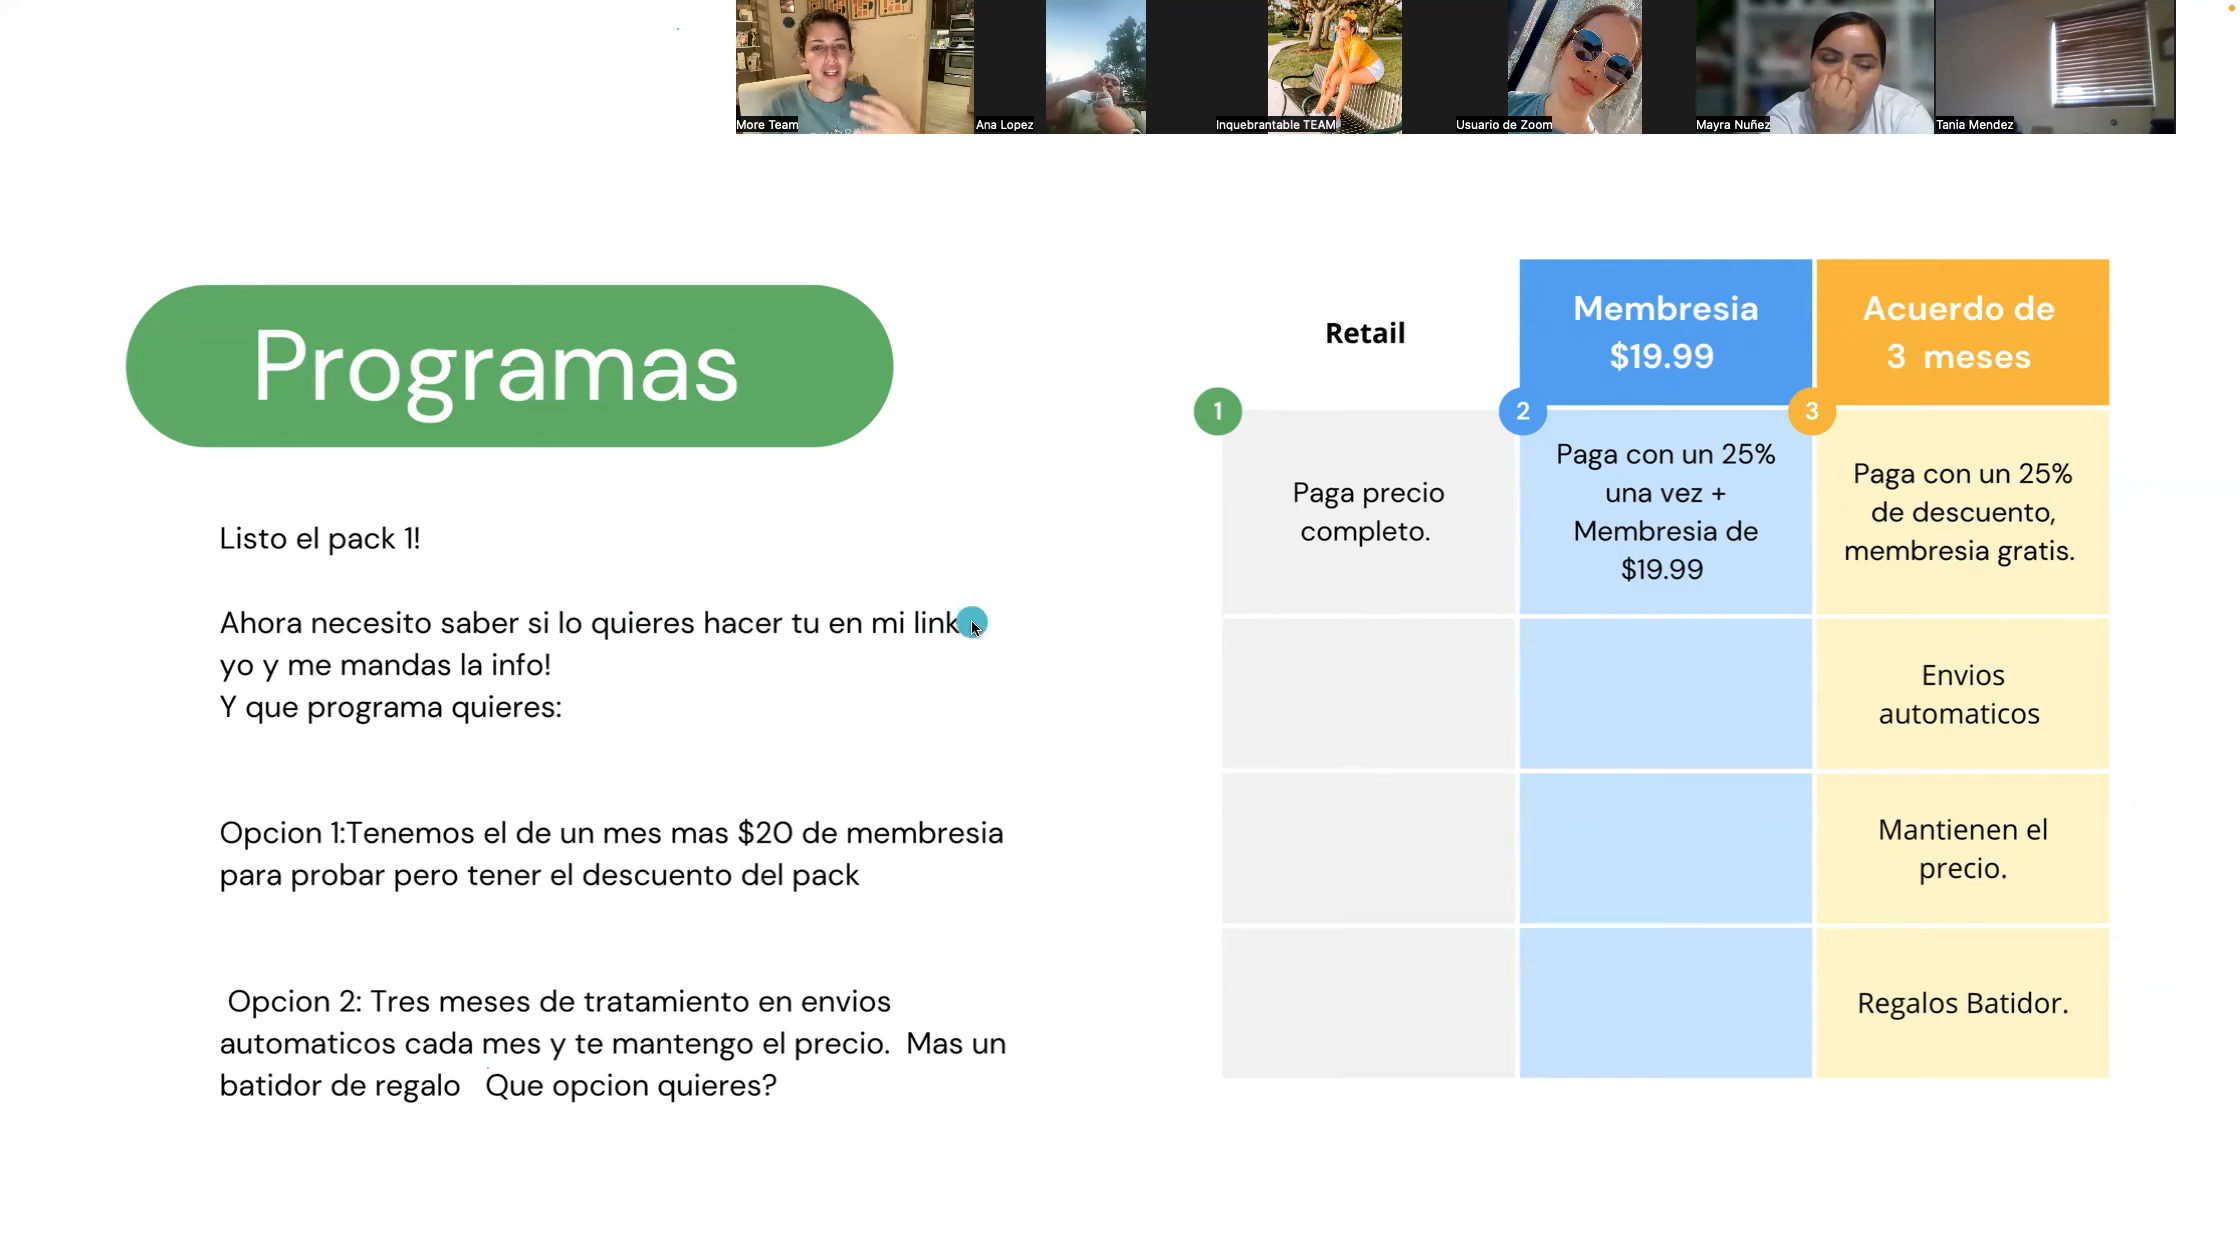 More Team
Ana Lopez
Inquebrantable TEAM
Usuario de Zoom
Mayra Nuñez
Tania Mendez
Programas
Listo el pack 1!
Ahora necesito saber si lo quieres hacer tu en mi link
yo y me mandas la info!
Y que programa quieres:
Opcion 1:Tenemos el de un mes mas $20 de membresia
para probar pero tener el descuento del pack
Opcion 2: Tres meses de tratamiento en envios
automaticos cada mes y te mantengo el precio. Mas un
batidor de regalo Que opcion quieres?
Retail
Membresia
$19.99
Acuerdo de
3 meses
1
2
3
Paga precio
completo.
Paga con un 25%
una vez +
Membresia de
$19.99
Paga con un 25%
de descuento,
membresia gratis.
Envios
automaticos
Mantienen el
precio.
Regalos Batidor.